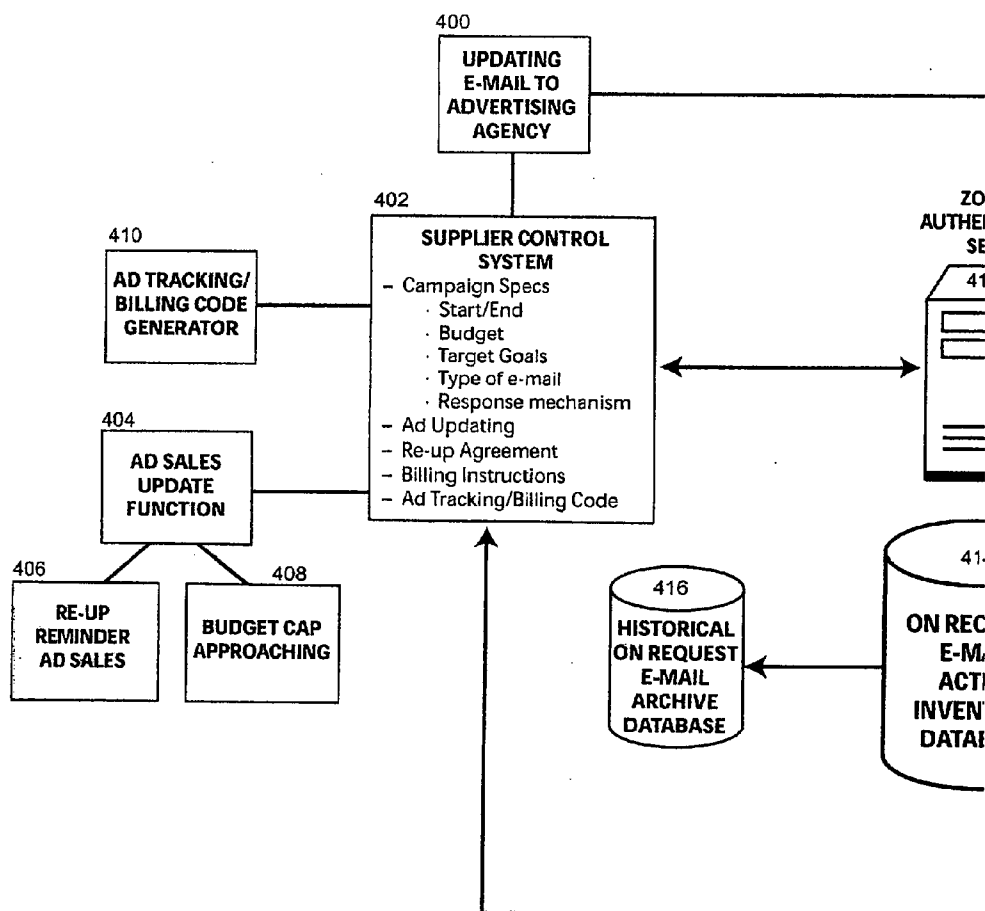 400
UPDATING
E-MAIL TO
ADVERTISING
AGENCY
402
SUPPLIER CONTROL
SYSTEM
– Campaign Specs
· Start/End
· Budget
· Target Goals
· Type of e-mail
· Response mechanism
– Ad Updating
– Re-up Agreement
– Billing Instructions
– Ad Tracking/Billing Code
410
AD TRACKING/
BILLING CODE
GENERATOR
404
AD SALES
UPDATE
FUNCTION
406
RE-UP
REMINDER
AD SALES
408
BUDGET CAP
APPROACHING
416
HISTORICAL
ON REQUEST
E-MAIL
ARCHIVE
DATABASE
ON